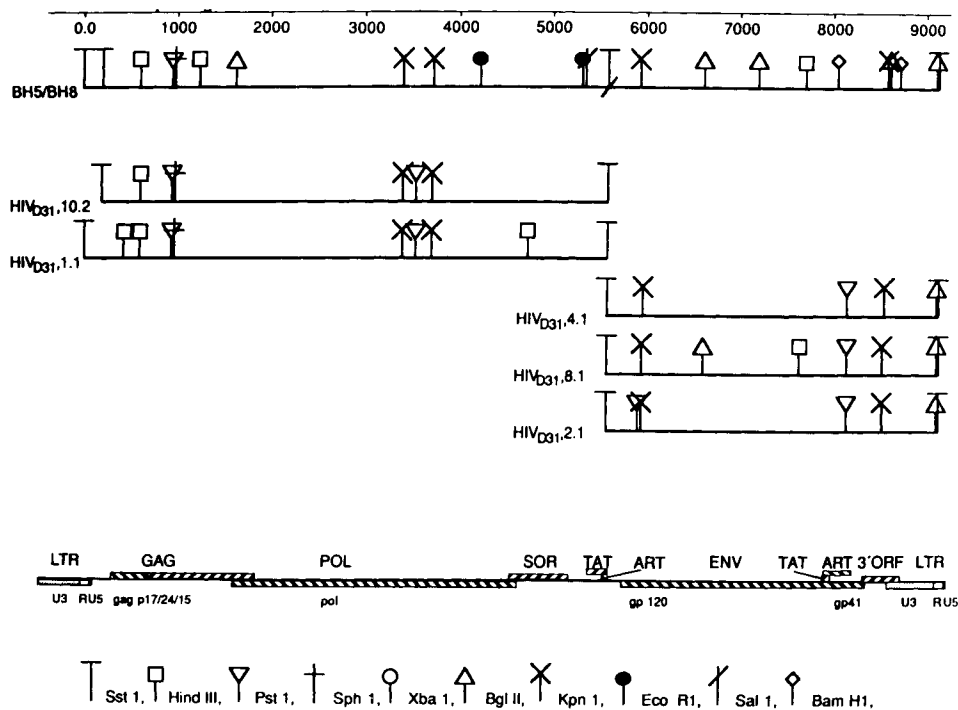 0.0 1000 2000 3000 4000 5000 6000 7000 8000 9000
BH5/BH8
HIVD31,10.2
HIVD31,1.1
HIVD31,4.1
HIVD31,8.1
HIVD31,2.1
LTR GAG POL SOR TAT ART ENV TAT ART 3´ORF LTR
U3 RU5 gag p17/24/15 pol gp 120 gp41 U3 R U5
Sst 1, Hind III, Pst 1, Sph 1, Xba 1, Bgl II, Kpn 1, Eco R1, Sal 1, Bam H1,